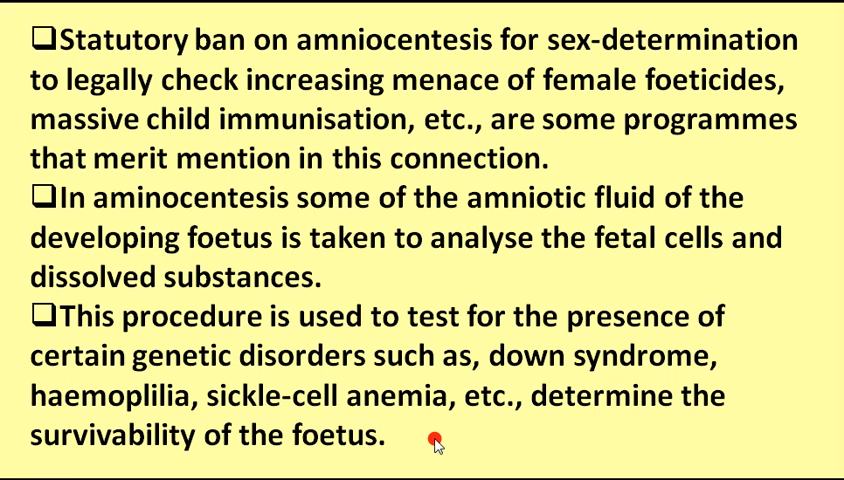 ❑Statutory ban on amniocentesis for sex-determination
to legally check increasing menace of female foeticides,
massive child immunisation, etc., are some programmes
that merit mention in this connection.
❑In aminocentesis some of the amniotic fluid of the
developing foetus is taken to analyse the fetal cells and
dissolved substances.
❑This procedure is used to test for the presence of
certain genetic disorders such as, down syndrome,
haemoplilia, sickle-cell anemia, etc., determine the
survivability of the foetus.